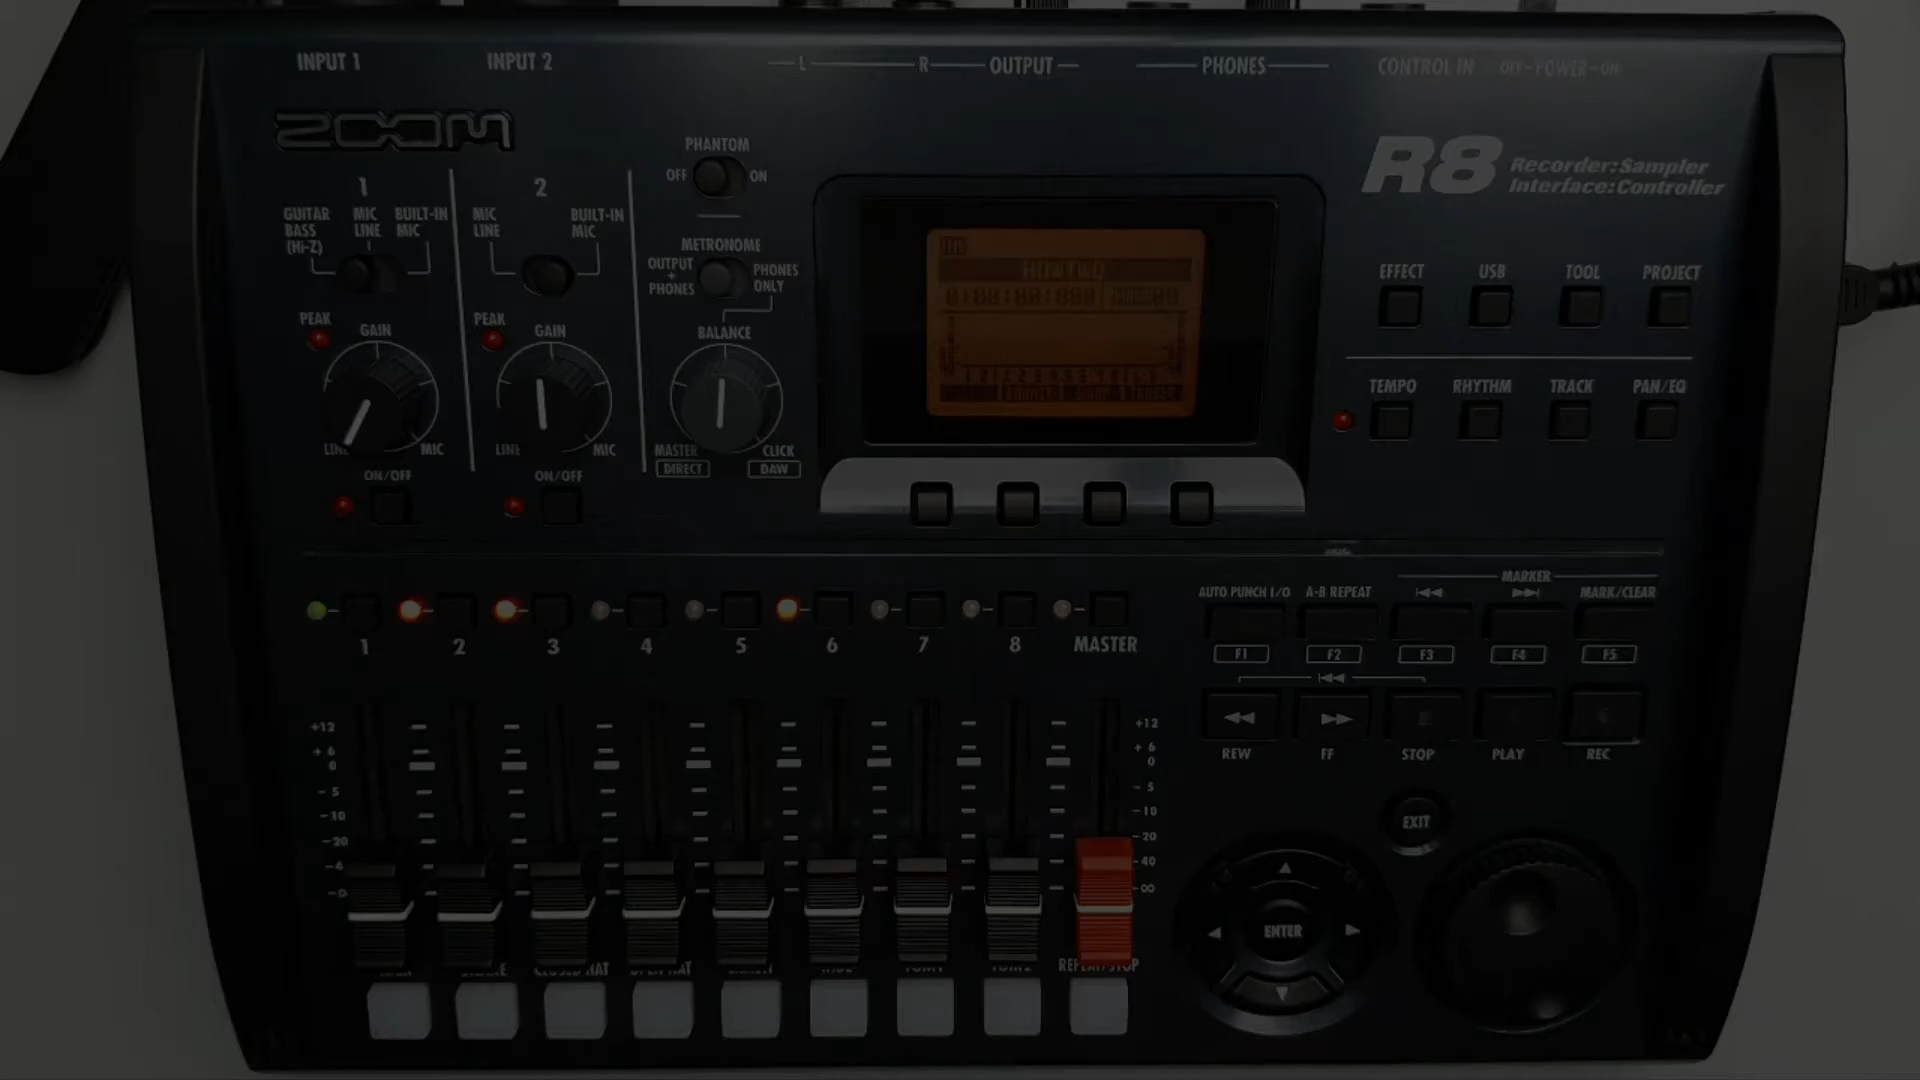 INPUT 1
INPUT 2
L
R
OUTPUT
PHONES
CONTROL IN
OFF-POWER-ON
ZOOM
R8
Recorder:Sampler
Interface:Controller
PHANTOM
OFF
ON
1
2
GUITAR
BASS
(Hi-Z)
MIC
LINE
BUILT-IN
MIC
MIC
LINE
BUILT-IN
MIC
METRONOME
OUTPUT
+
PHONES
PHONES
ONLY
EFFECT
USB
TOOL
PROJECT
PEAK
GAIN
PEAK
GAIN
BALANCE
TEMPO
RHYTHM
TRACK
PAN/EQ
MIC
LINE
MIC
MASTER
DIRECT
CLICK
DAW
ON/OFF
ON/OFF
MARKER
AUTO PUNCH I/O
A-B REPEAT
MARK/CLEAR
1
2
3
4
5
6
7
8
MASTER
F1
F2
F3
F4
F5
REW
FF
STOP
PLAY
REC
+12
+6
0
-5
-10
-20
+12
+6
0
-5
-10
-20
-40
-∞
EXIT
ENTER
CLOSED HAT
OPEN HAT
REPEAT/STOP